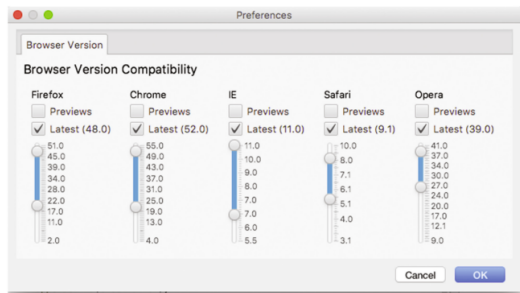 Preferences
Browser Version
Browser Version Compatibility
Firefox
Previews
Latest (48.0)
51.0
45.0
39.0
34.0
28.0
22.0
17.0
11.0
2.0
Chrome
Previews
Latest (52.0)
55.0
49.0
43.0
37.0
31.0
25.0
19.0
13.0
4.0
IE
Previews
Latest (11.0)
11.0
10.0
9.0
8.0
7.0
7.0
6.0
5.5
Safari
Previews
Latest (9.1)
10.0
8.0
7.1
6.1
5.1
4.0
3.1
Opera
Previews
Latest (39.0)
41.0
37.0
34.0
30.0
27.0
24.0
20.0
17.0
12.1
9.0
Cancel
OK